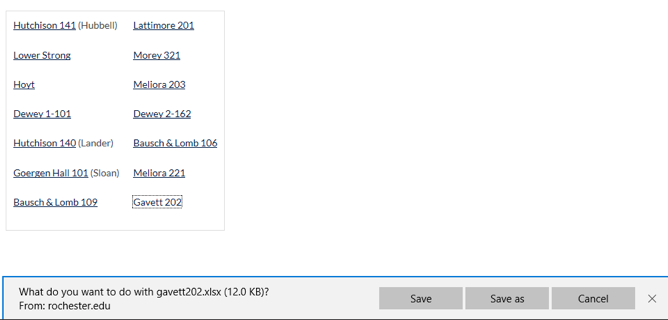 Hutchison 141 (Hubbell) Lattimore 201
Lower Strong Morey 321
Hoyt Meliora 203
Dewey 1-101 Dewey 2-162
Hutchison 140 (Lander) Bausch & Lomb 106
Goergen Hall 101 (Sloan) Meliora 221
Bausch & Lomb 109 Gavett 202
What do you want to do with gavett202.xlsx (12.0 KB)?
From: rochester.edu
Save Save as Cancel